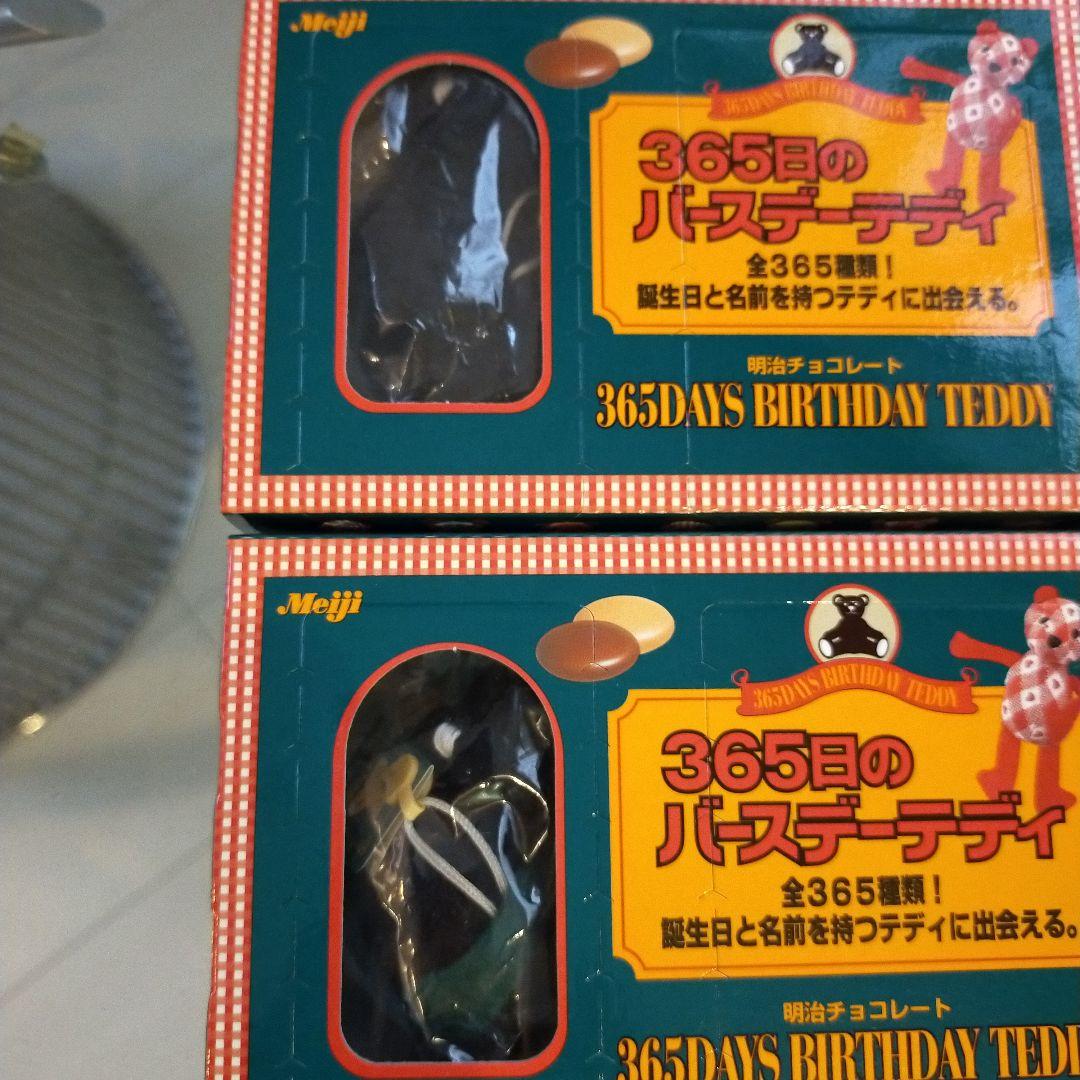 Meiji
365DAYS BIRTHDAY TEDDY
365日の
バースデーテディ
全365種類！
誕生日と名前を持つテディに出会える。
明治チョコレート
365DAYS BIRTHDAY TEDDY
Meiji
365DAYS BIRTHDAY TEDDY
365日の
バースデーテディ
全365種類！
誕生日と名前を持つテディに出会える。
明治チョコレート
365DAYS BIRTHDAY TED